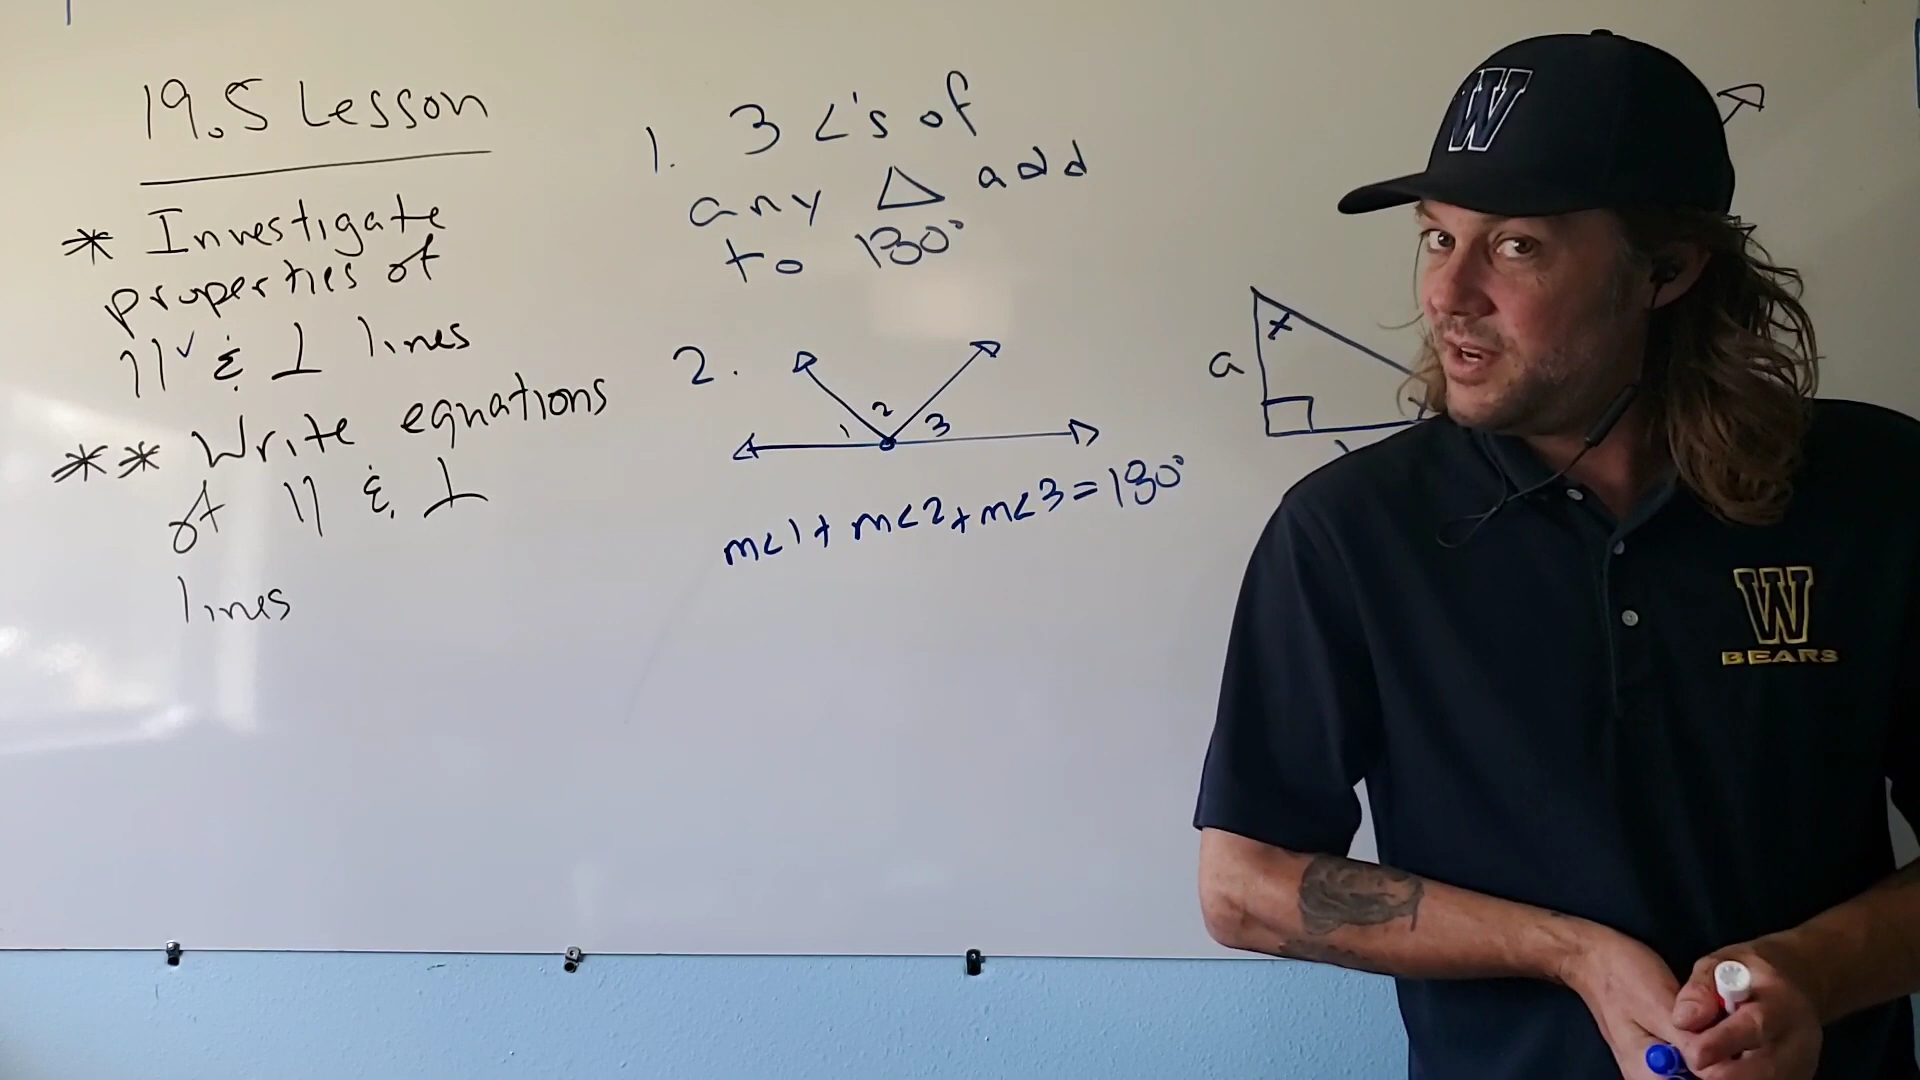 19.5 Lesson
* Investigate
properties of
|| ✓ & ⊥ lines
** Write equations
of || & ⊥
lines
1. 3 <'s of
any △ add
to 180°
2.
1 2 3
m<1 + m<2 + m<3 = 180°
a
x
W
W
BEARS